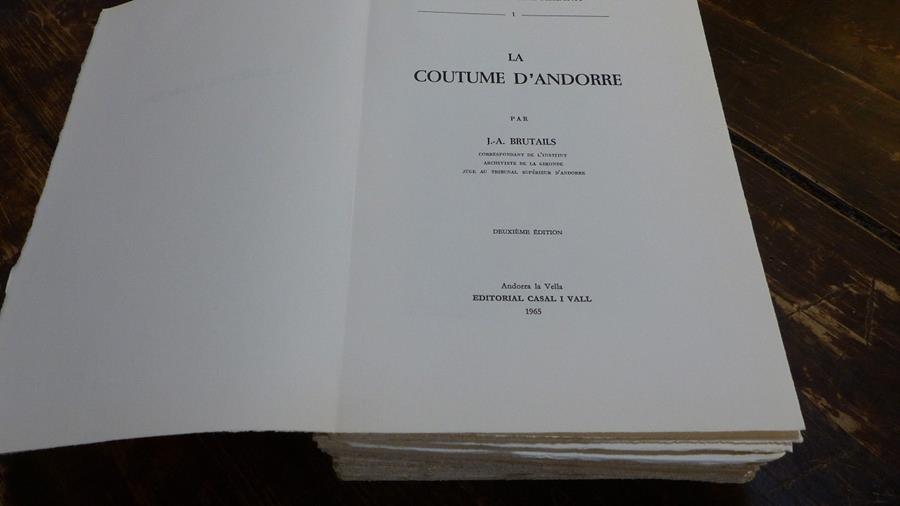 1
LA
COUTUME D'ANDORRE
PAR
J.-A. BRUTAILS
CORRESPONDANT DE L'INSTITUT
ARCHIVISTE DE LA GIRONDE
JUGE AU TRIBUNAL SUPÉRIEUR D'ANDORRE
DEUXIÈME ÉDITION
Andorra la Vella
EDITORIAL CASAL I VALL
1965